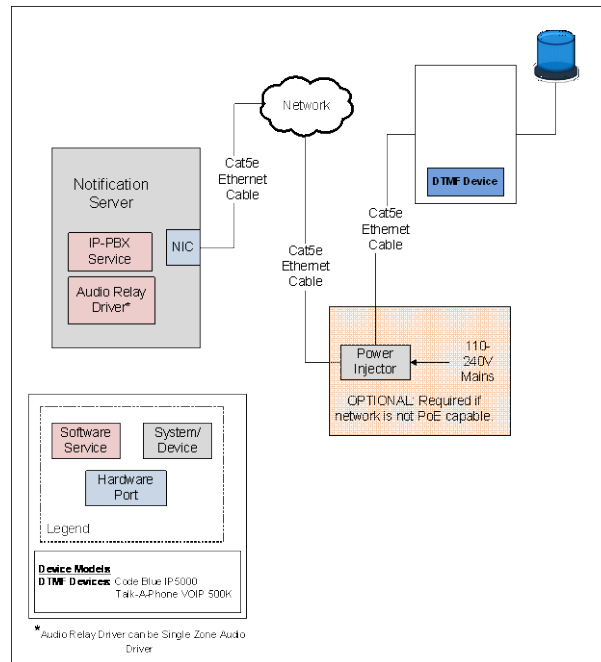 Network
Cat5e
Ethernet
Cable
Notification
Server
IP-PBX
Service
NIC
Audio Relay
Driver*
DTMF Device
Cat5e
Ethernet
Cable
Cat5e
Ethernet
Cable
Power
Injector
110-
240V
Mains
OPTIONAL: Required if
network is not PoE capable.
Software
Service
System/
Device
Hardware
Port
Legend
Device Models
DTMF Devices: Code Blue IP5000
Talk-A-Phone VOIP 500K
*Audio Relay Driver can be Single Zone Audio
Driver